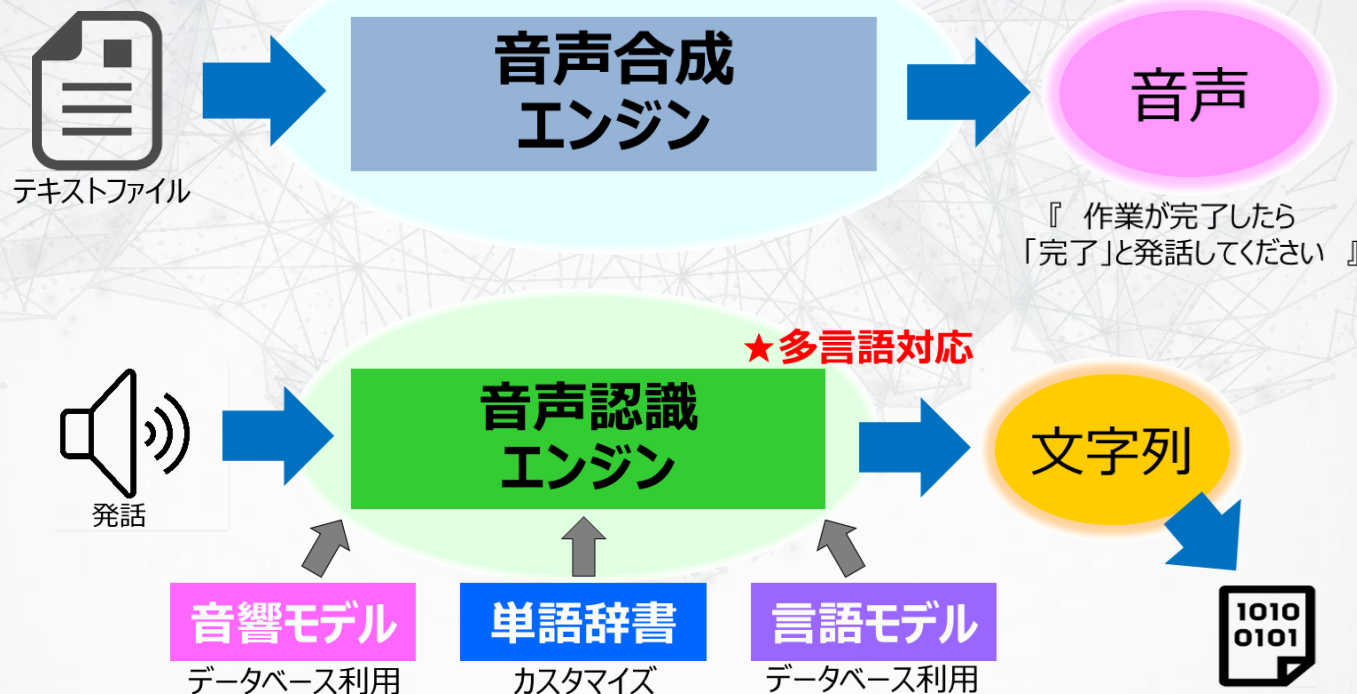 音声合成
エンジン
音声
テキストファイル
『 作業が完了したら
「完了」と発話してください 』
★多言語対応
音声認識
エンジン
文字列
発話
音響モデル
単語辞書
言語モデル
データベース利用
カスタマイズ
データベース利用
1010
0101